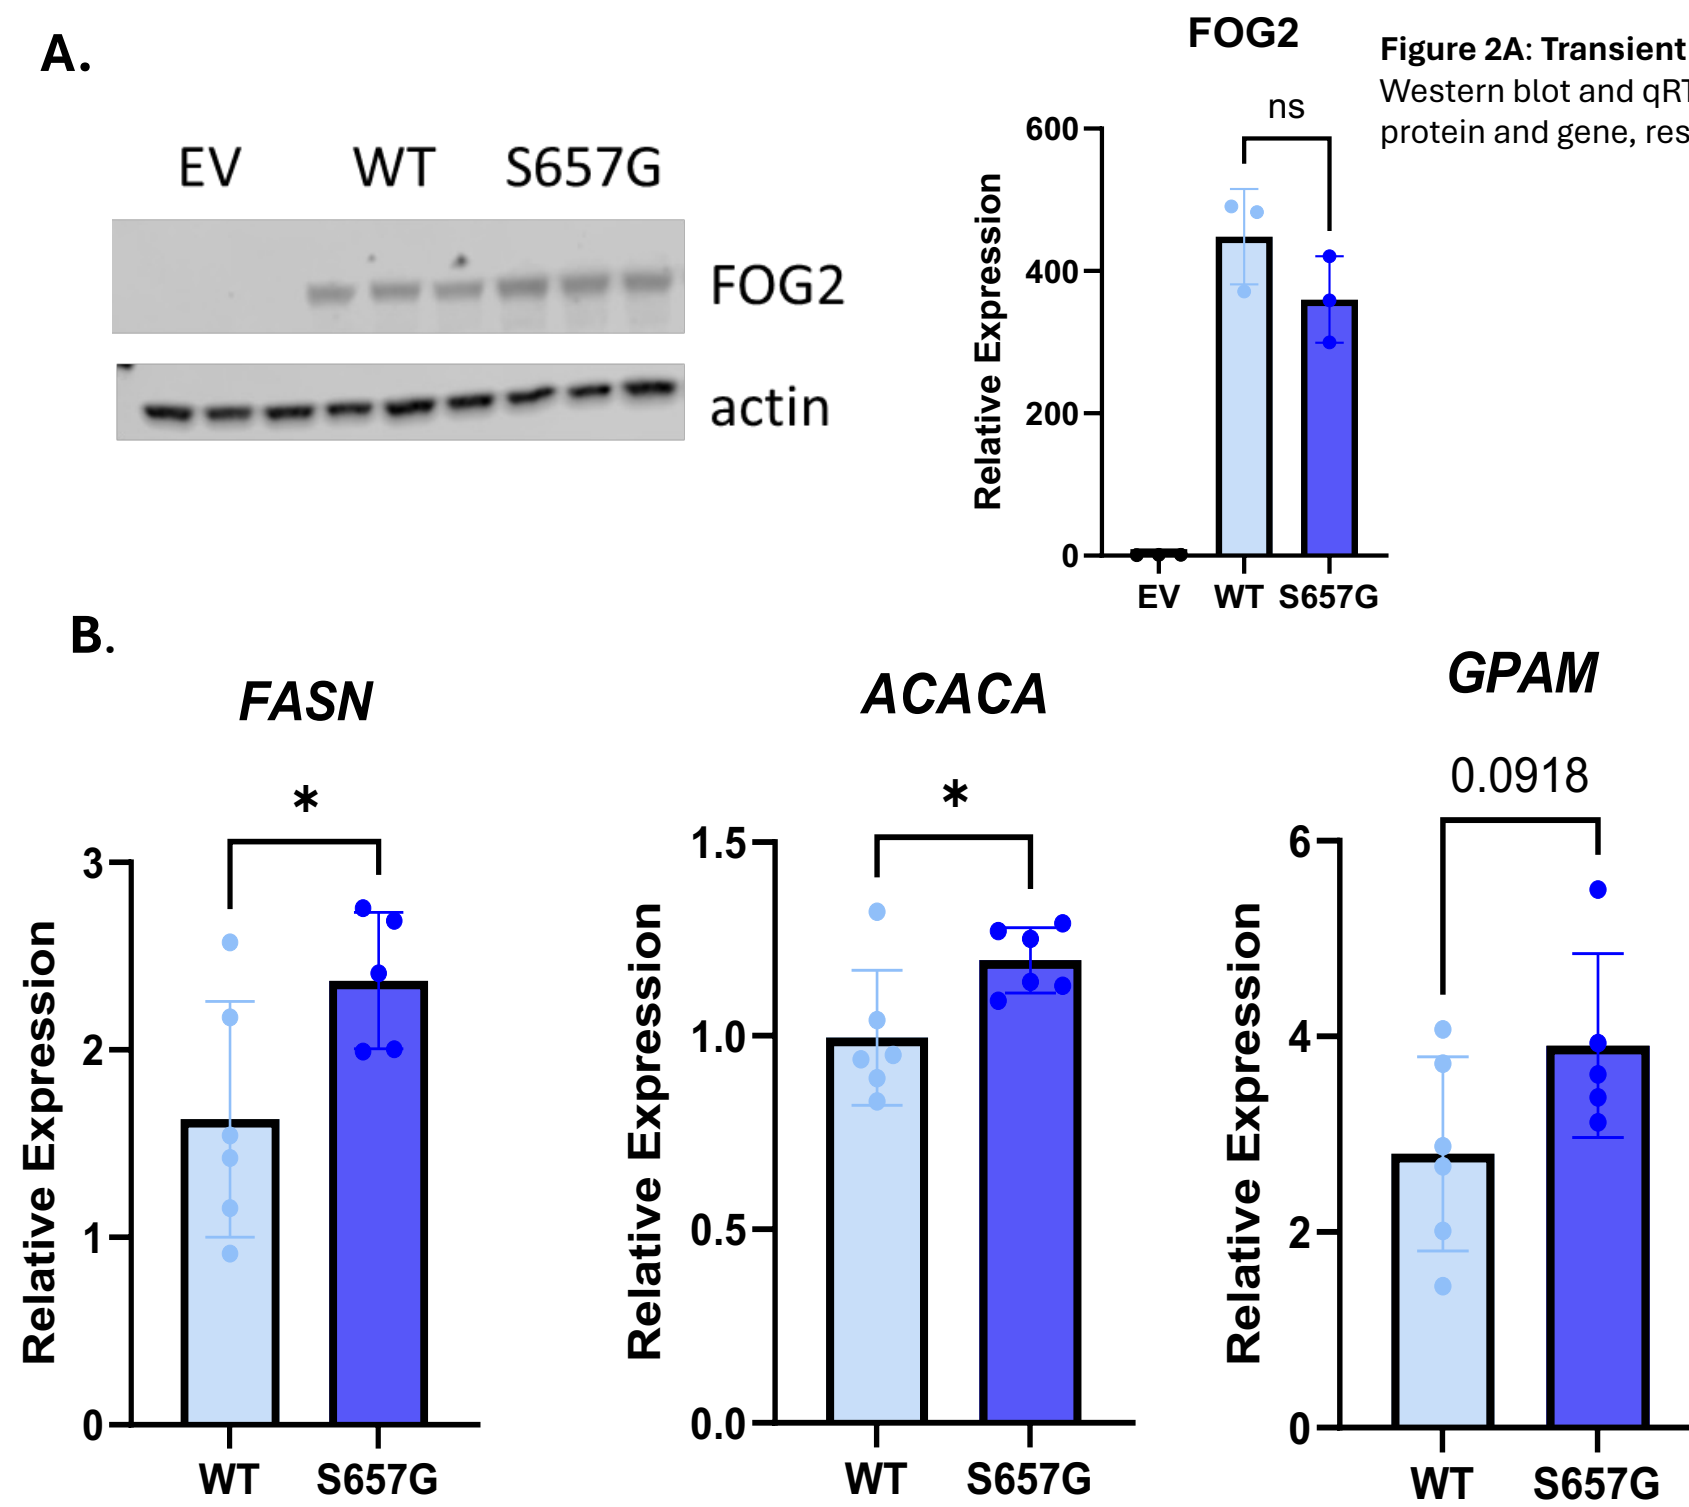 A.
EV WT S657G
FOG2
actin
FOG2
ns
600
400
200
0
Relative Expression
EV WT S657G
Figure 2A: Transient
Western blot and qRT
protein and gene, res
B.
FASN
*
3
2
1
0
Relative Expression
WT S657G
ACACA
*
1.5
1.0
0.5
0.0
Relative Expression
WT S657G
GPAM
0.0918
6
4
2
0
Relative Expression
WT S657G